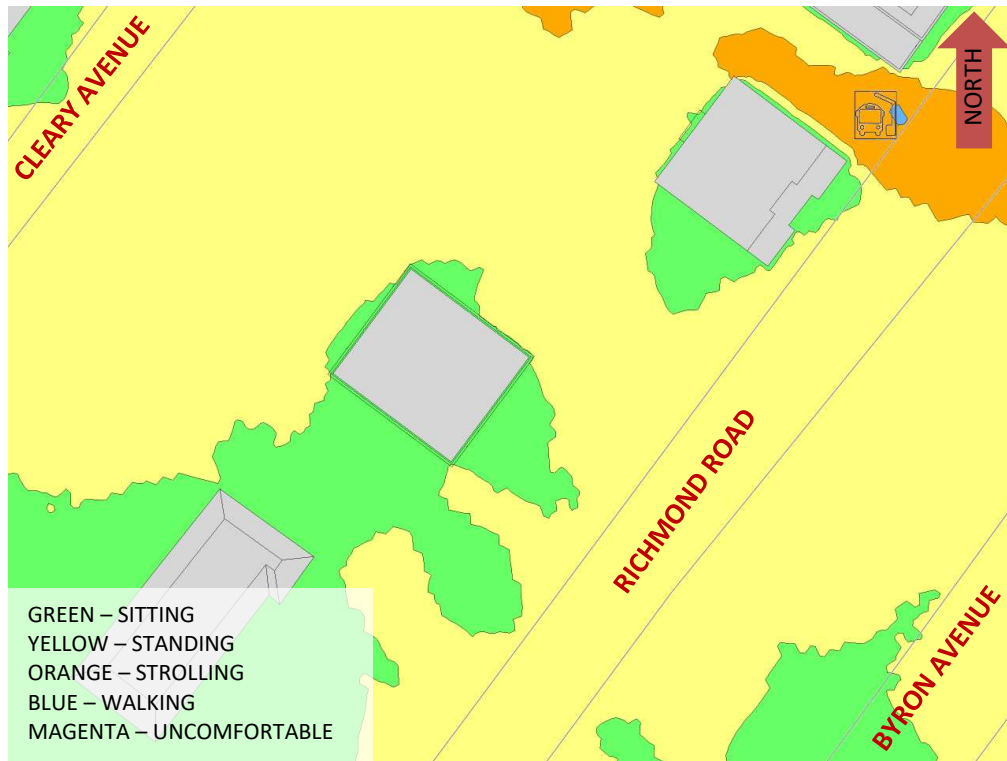 CLEARY AVENUE
NORTH
RICHMOND ROAD
BYRON AVENUE
GREEN – SITTING
YELLOW – STANDING
ORANGE – STROLLING
BLUE – WALKING
MAGENTA – UNCOMFORTABLE